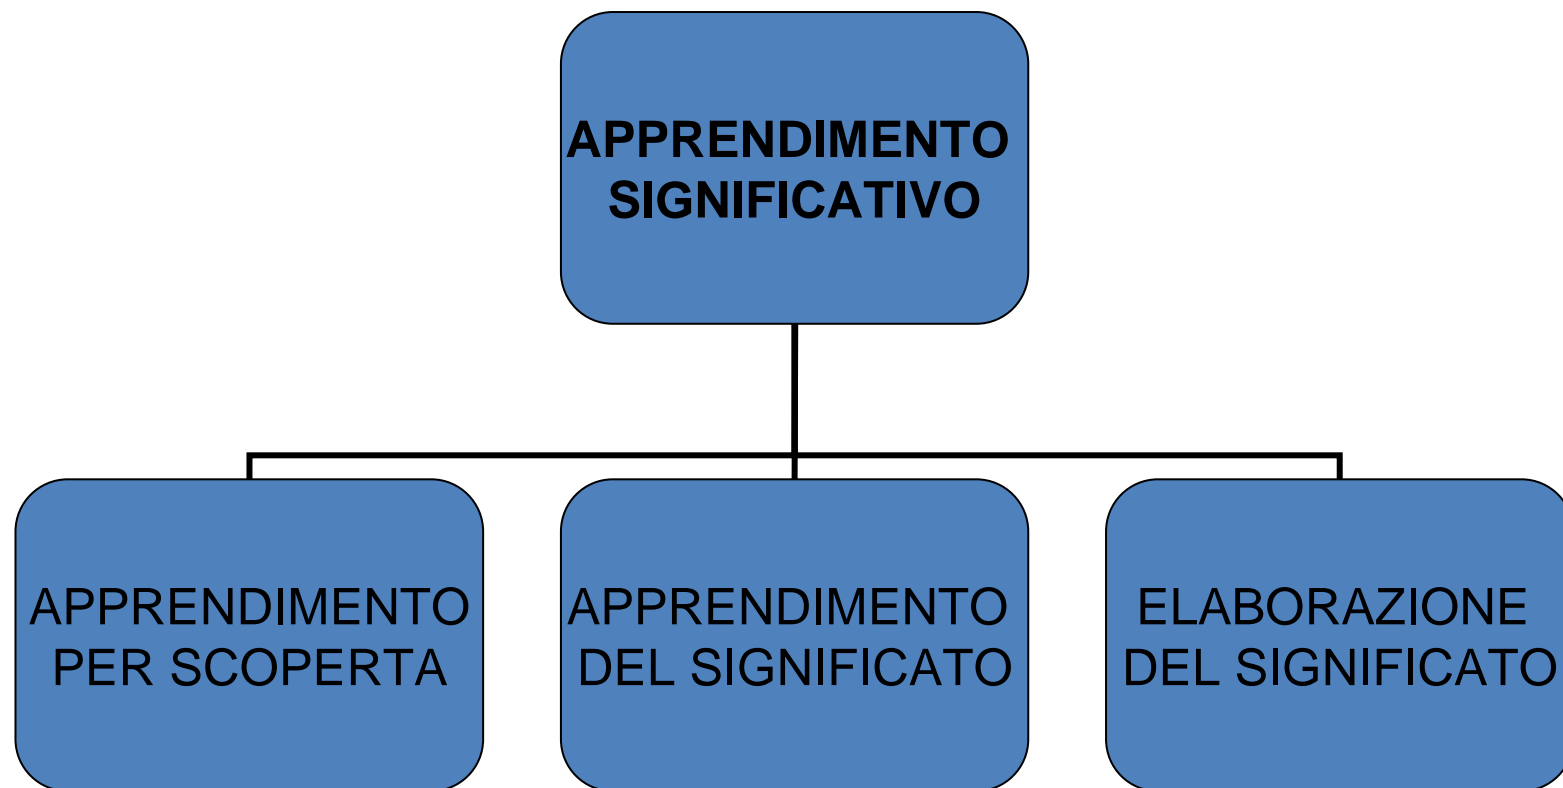 APPRENDIMENTO
SIGNIFICATIVO
APPRENDIMENTO
PER SCOPERTA
APPRENDIMENTO
DEL SIGNIFICATO
ELABORAZIONE
DEL SIGNIFICATO